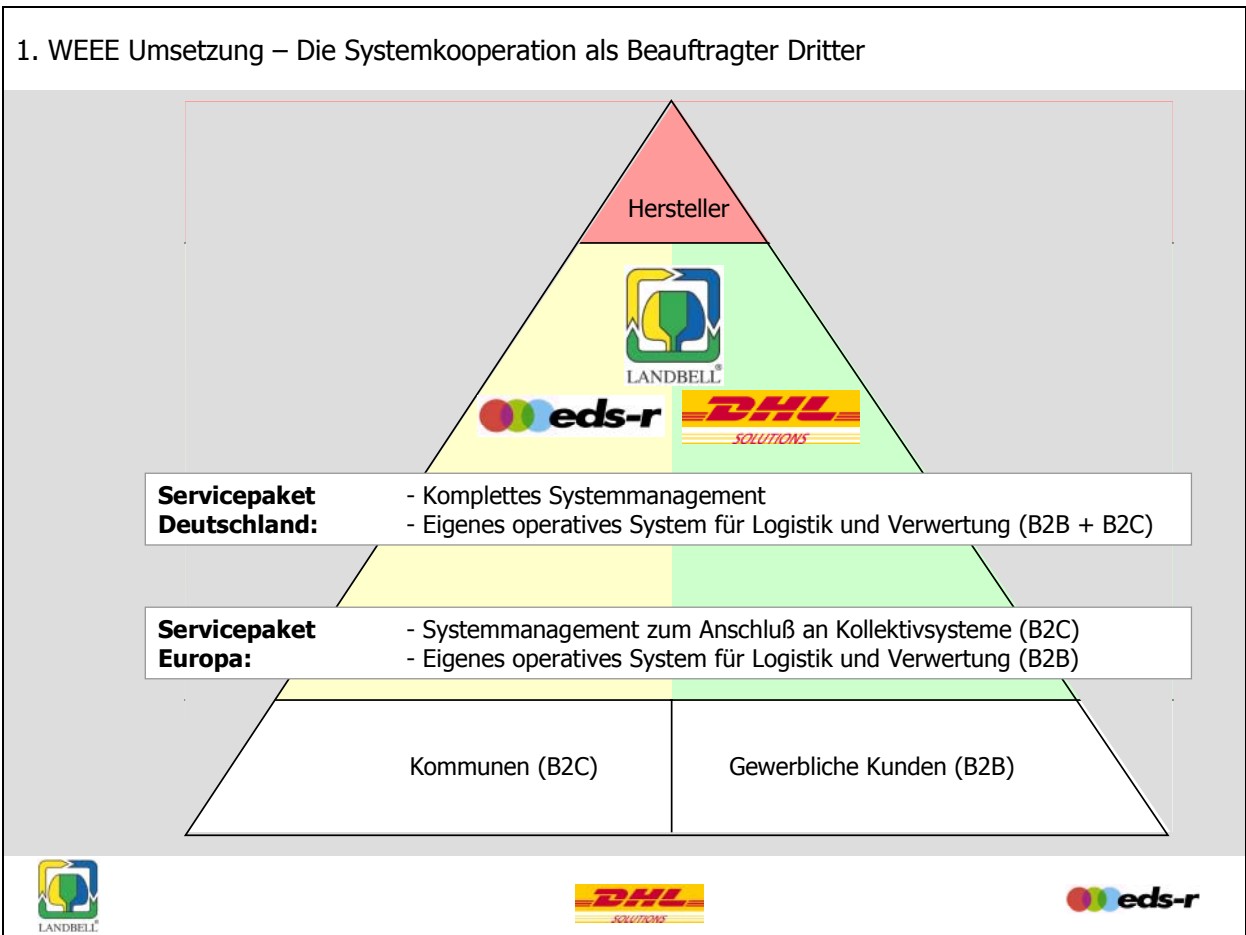 1. WEEE Umsetzung – Die Systemkooperation als Beauftragter Dritter
Hersteller
LANDBELL®
eds-r
DHL
SOLUTIONS
Servicepaket - Komplettes Systemmanagement
Deutschland: - Eigenes operatives System für Logistik und Verwertung (B2B + B2C)
Servicepaket - Systemmanagement zum Anschluß an Kollektivsysteme (B2C)
Europa: - Eigenes operatives System für Logistik und Verwertung (B2B)
Kommunen (B2C)
Gewerbliche Kunden (B2B)
LANDBELL®
DHL
SOLUTIONS
eds-r